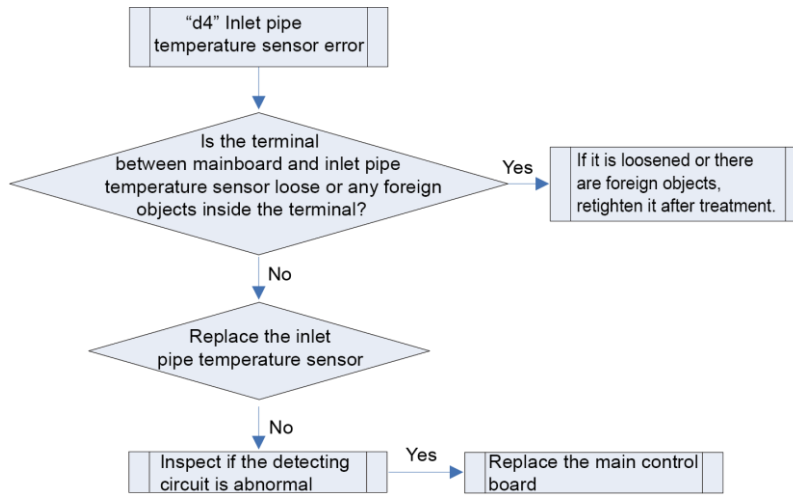 “d4” Inlet pipe
temperature sensor error
Is the terminal
between mainboard and inlet pipe
temperature sensor loose or any foreign
objects inside the terminal?
Yes
If it is loosened or there
are foreign objects,
retighten it after treatment.
No
Replace the inlet
pipe temperature sensor
No
Inspect if the detecting
circuit is abnormal
Yes
Replace the main control
board